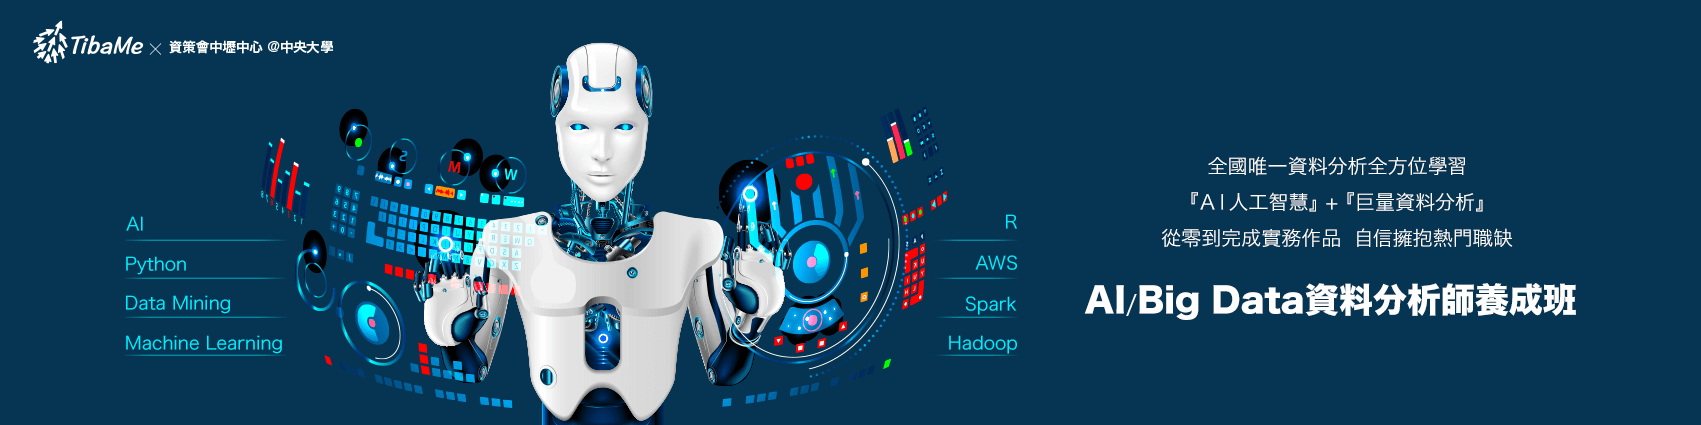 TibaMe × 資策會中壢中心 @中央大學
AI
Python
Data Mining
Machine Learning
M
W
R
AWS
Spark
Hadoop
全國唯一資料分析全方位學習
『AI人工智慧』+『巨量資料分析』
從零到完成實務作品 自信擁抱熱門職缺
AI/Big Data資料分析師養成班